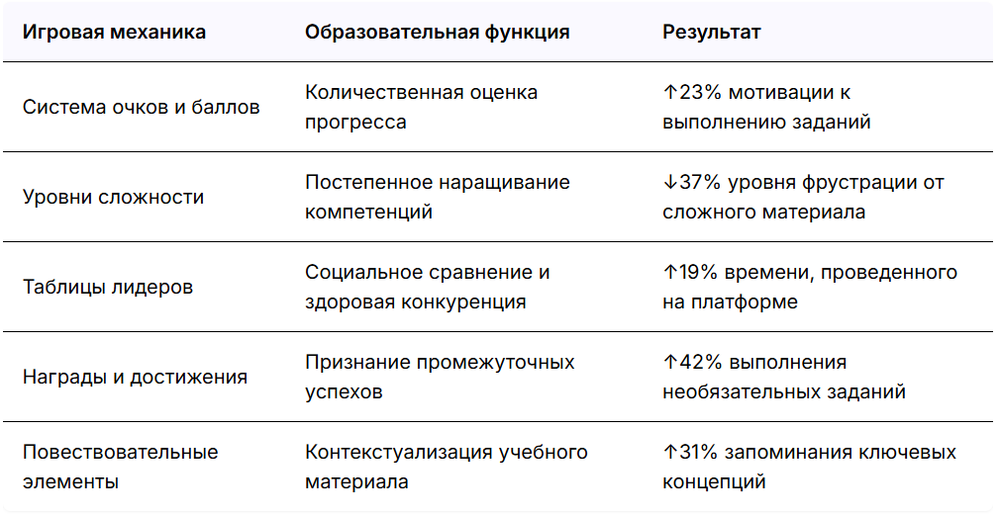 Игровая механика
Образовательная функция
Результат
Система очков и баллов
Количественная оценка
прогресса
↑23% мотивации к
выполнению заданий
Уровни сложности
Постепенное наращивание
компетенций
↓37% уровня фрустрации от
сложного материала
Таблицы лидеров
Социальное сравнение и
здоровая конкуренция
↑19% времени, проведенного
на платформе
Награды и достижения
Признание промежуточных
успехов
↑42% выполнения
необязательных заданий
Повествовательные
элементы
Контекстуализация учебного
материала
↑31% запоминания ключевых
концепций